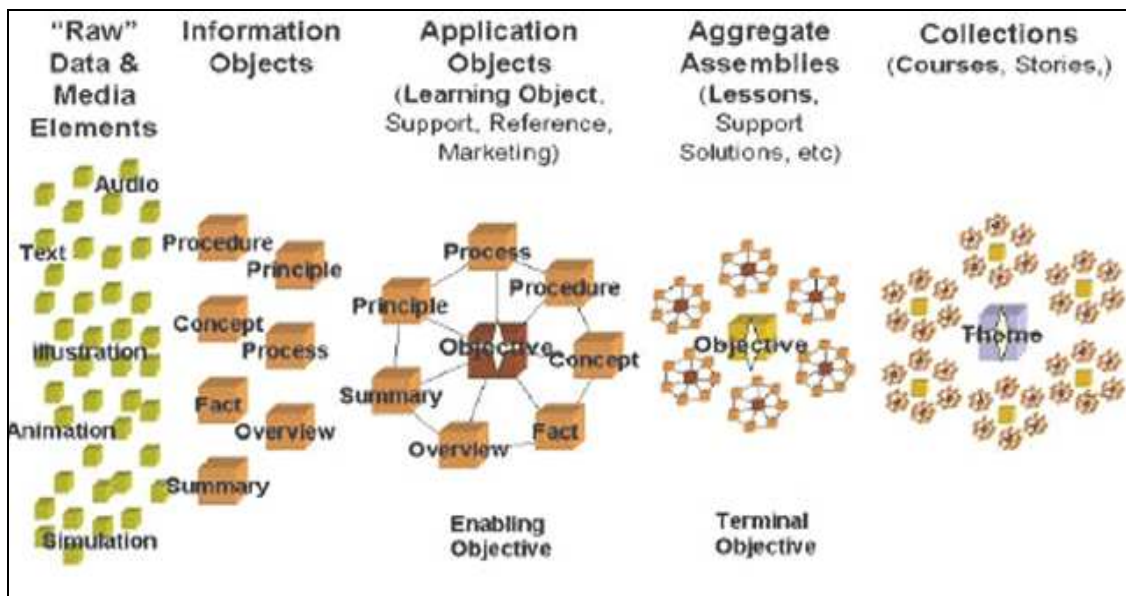 “Raw”
Data &
Media
Elements
Audio
Text
illustration
Animation
Simulation
Information
Objects
Procedure
Principle
Concept
Process
Fact
Overview
Summary
Application
Objects
(Learning Object,
Support, Reference,
Marketing)
Process
Procedure
Principle
Objective
Concept
Summary
Fact
Overview
Enabling
Objective
Aggregate
Assemblies
(Lessons,
Support
Solutions, etc)
Objective
Terminal
Objective
Collections
(Courses, Stories,)
Theme